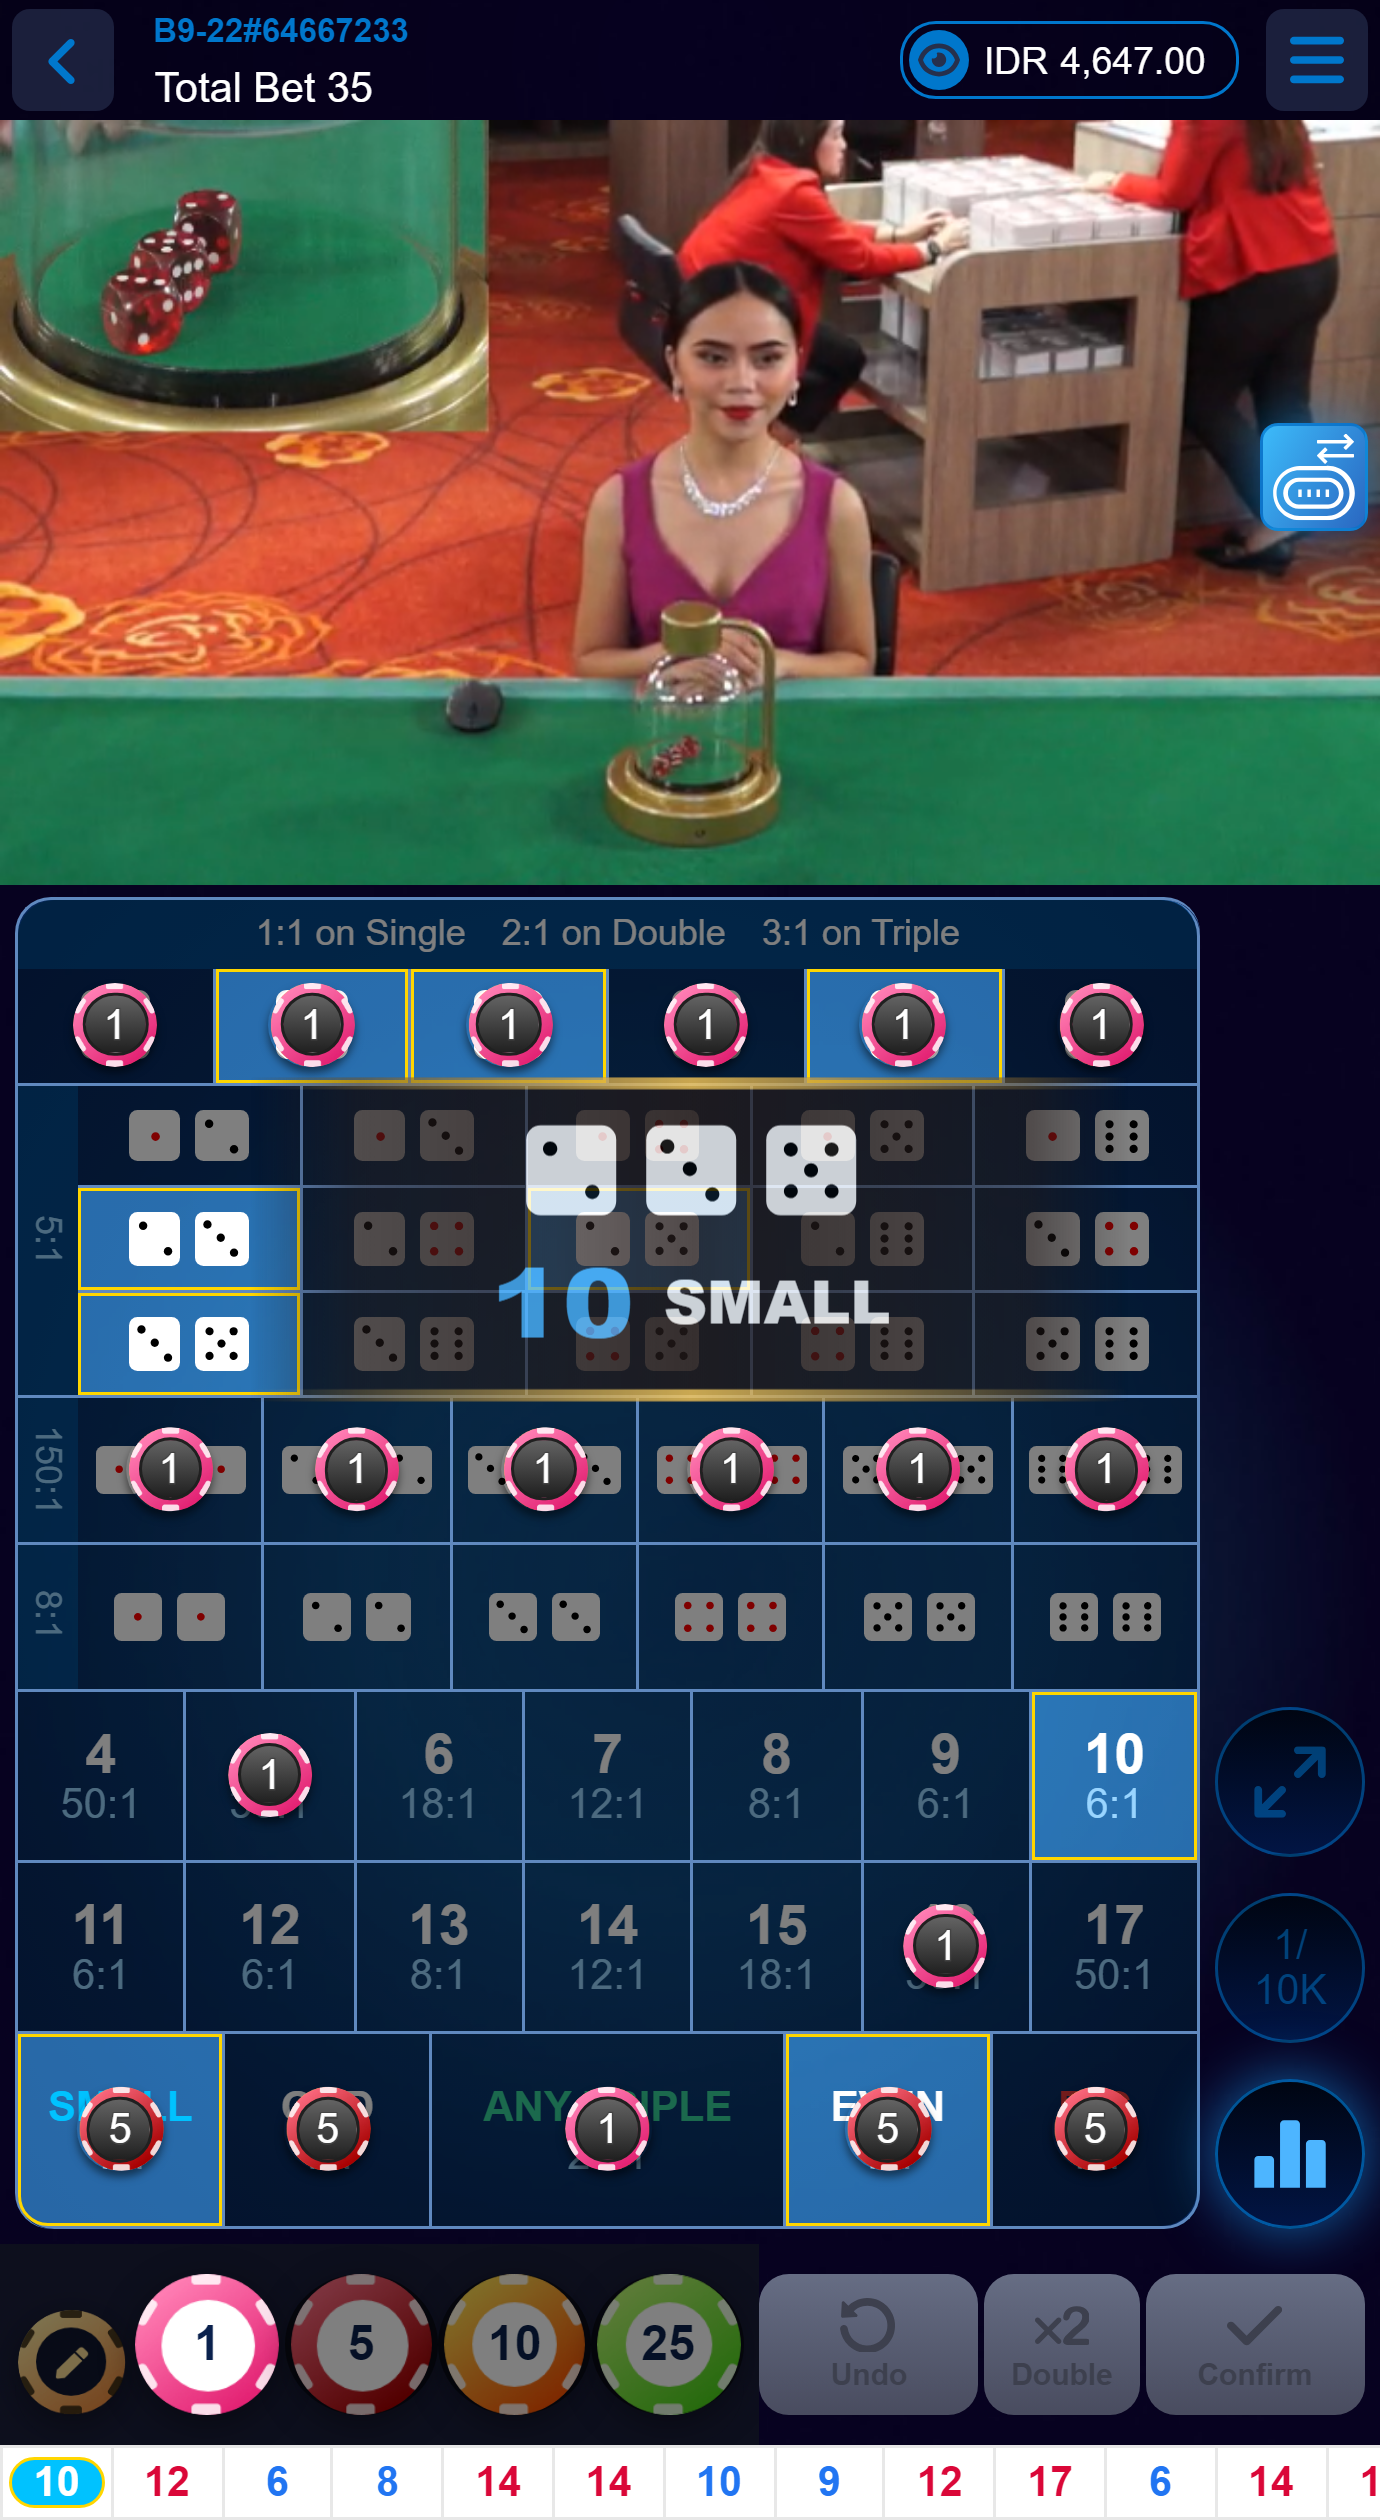 B9-22#64667233
Total Bet 35
IDR 4,647.00
1:1 on Single 2:1 on Double 3:1 on Triple
1 1 1 1 1 1
5:1
10 SMALL
150:1
1 1 1 1 1 1
8:1
4 1 6 7 8 9 10
50:1 18:1 12:1 8:1 6:1 6:1
11 12 13 14 15 1 17
6:1 6:1 8:1 12:1 18:1 50:1
1/
10K
SMALL ANY TRIPLE EVEN
5 5 1 5 5
1 5 10 25
x2
Undo Double Confirm
10 12 6 8 14 14 10 9 12 17 6 14